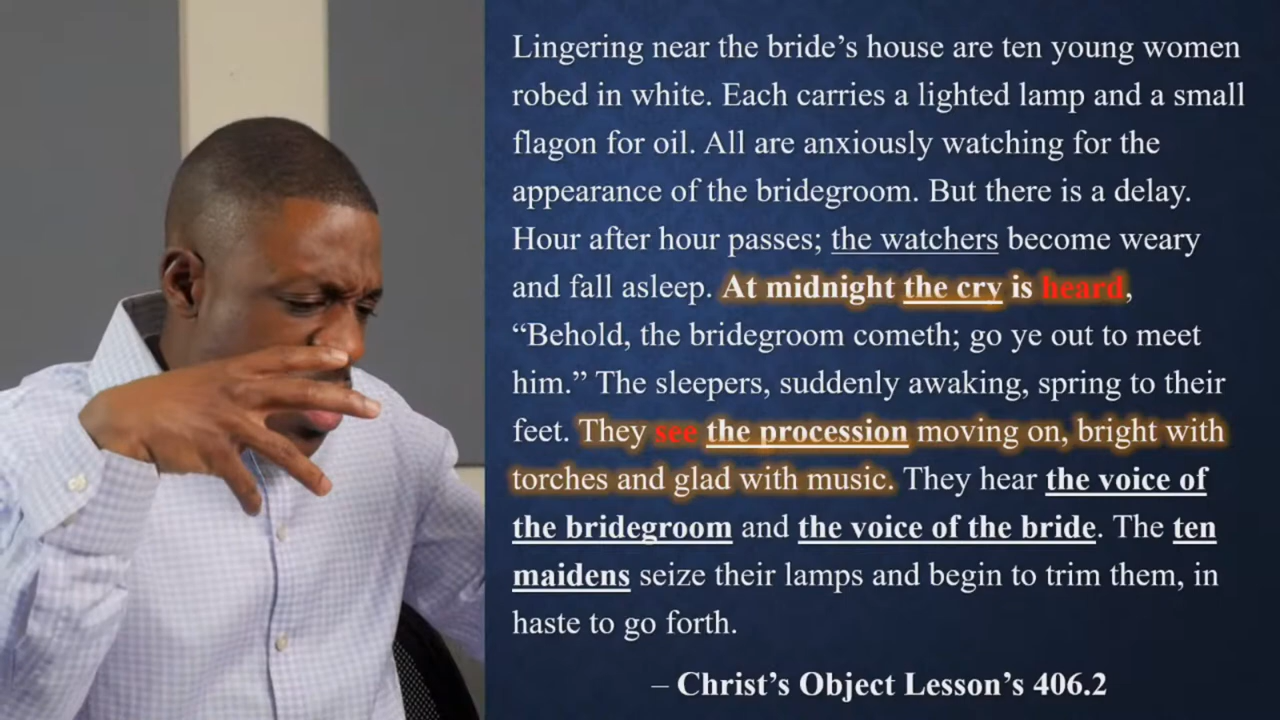 Lingering near the bride’s house are ten young women
robed in white. Each carries a lighted lamp and a small
flagon for oil. All are anxiously watching for the
appearance of the bridegroom. But there is a delay.
Hour after hour passes; the watchers become weary
and fall asleep. At midnight the cry is heard,
“Behold, the bridegroom cometh; go ye out to meet
him.” The sleepers, suddenly awaking, spring to their
feet. They see the procession moving on, bright with
torches and glad with music. They hear the voice of
the bridegroom and the voice of the bride. The ten
maidens seize their lamps and begin to trim them, in
haste to go forth.
– Christ’s Object Lesson’s 406.2